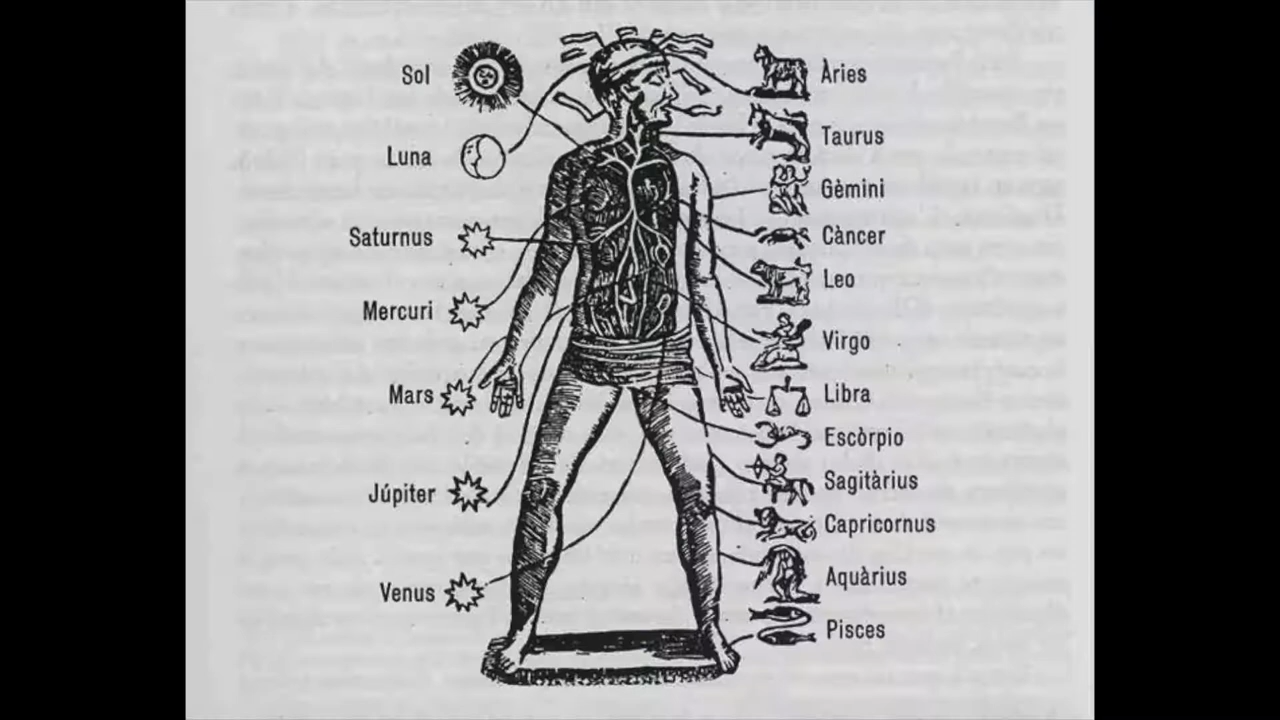 Sol
Luna
Saturnus
Mercuri
Mars
Júpiter
Venus
Àries
Taurus
Gèmini
Càncer
Leo
Virgo
Libra
Escòrpio
Sagitàrius
Capricornus
Aquàrius
Pisces